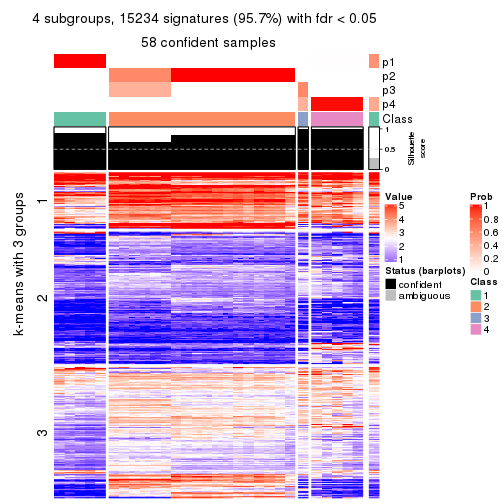 4 subgroups, 15234 signatures (95.7%) with fdr < 0.05
58 confident samples
p1
p2
p3
p4
Class
1
0.5
0
Silhouette
score
k-means with 3 groups
1
2
3
Value
5
4
3
2
1
Prob
1
0.8
0.6
0.4
0.2
0
Status (barplots)
confident
ambiguous
Class
1
2
3
4